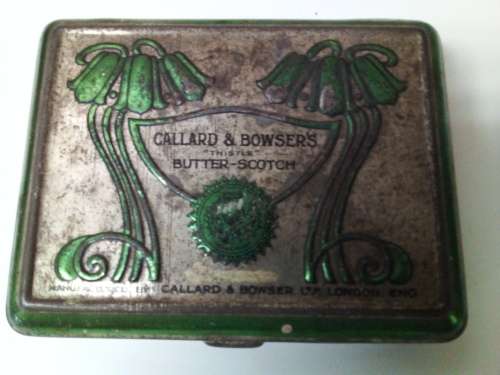 CALLARD & BOWSER'S
"THISTLE"
BUTTER-SCOTCH
MANUFACTURED BY CALLARD & BOWSER, LTD. LONDON, ENG.